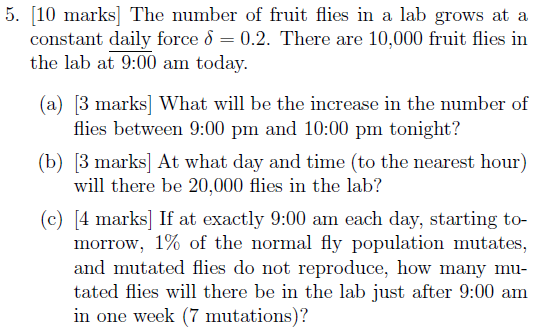 5. [10 marks] The number of fruit flies in a lab grows at a
constant daily force δ = 0.2. There are 10,000 fruit flies in
the lab at 9:00 am today.
(a) [3 marks] What will be the increase in the number of
flies between 9:00 pm and 10:00 pm tonight?
(b) [3 marks] At what day and time (to the nearest hour)
will there be 20,000 flies in the lab?
(c) [4 marks] If at exactly 9:00 am each day, starting to-
morrow, 1% of the normal fly population mutates,
and mutated flies do not reproduce, how many mu-
tated flies will there be in the lab just after 9:00 am
in one week (7 mutations)?